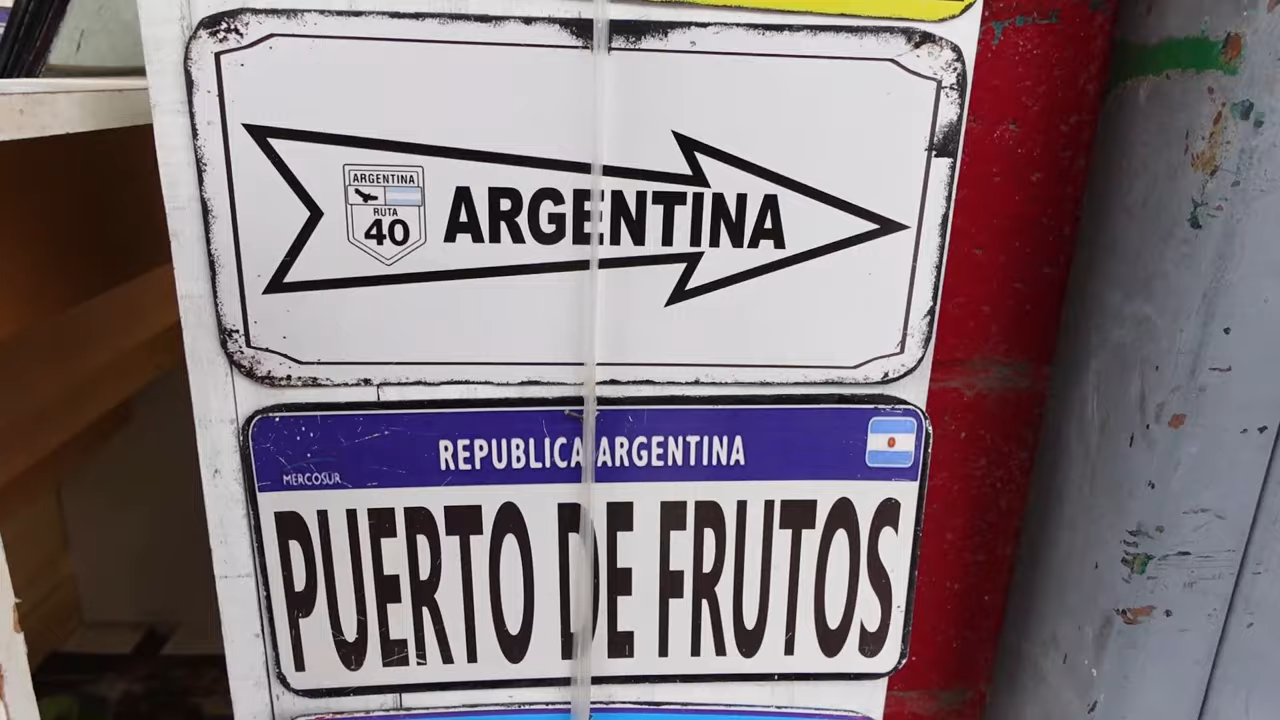 ARGENTINA
RUTA
40
ARGENTINA
REPUBLICA ARGENTINA
MERCOSUR
PUERTO DE FRUTOS